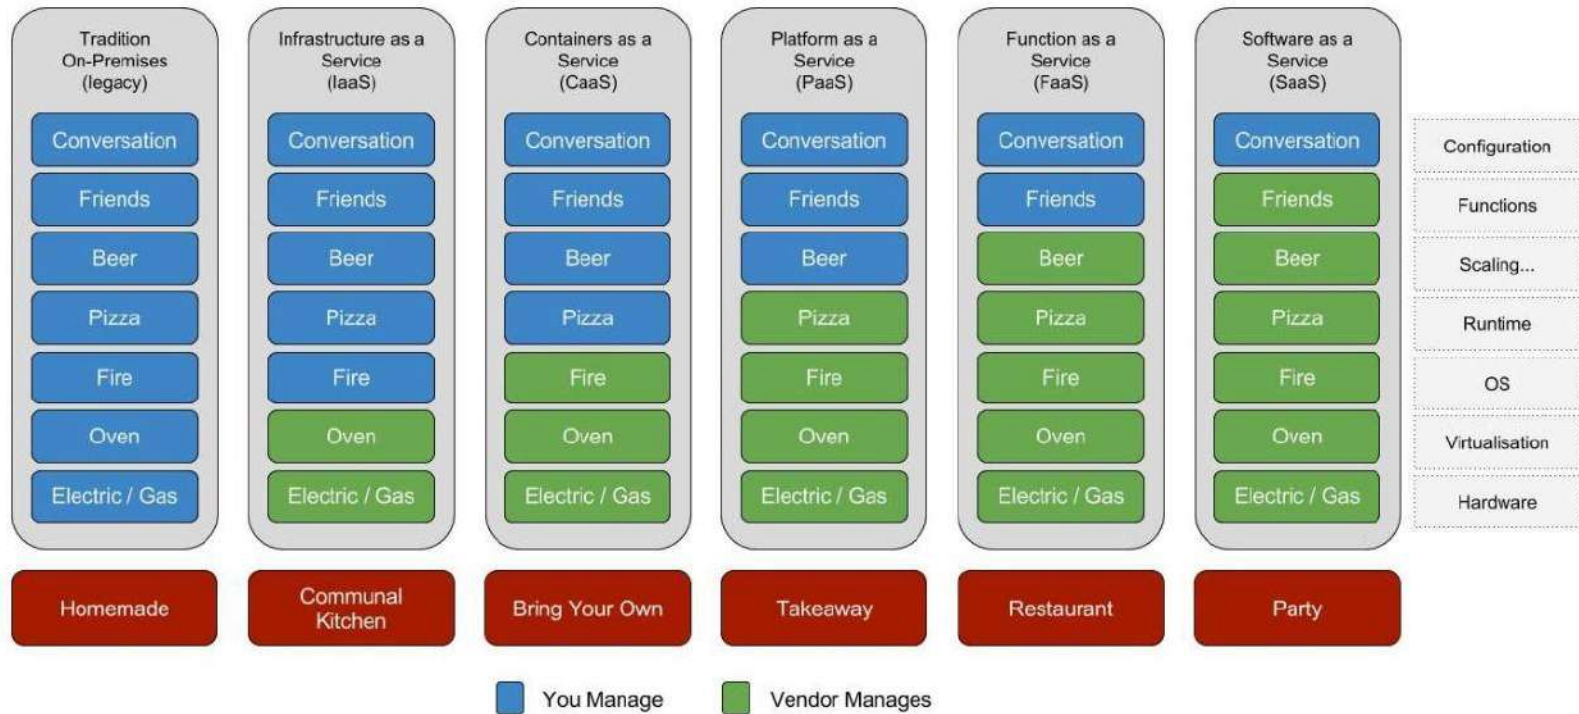 Tradition
On-Premises
(legacy)
Conversation
Friends
Beer
Pizza
Fire
Oven
Electric / Gas
Homemade
Infrastructure as a
Service
(IaaS)
Conversation
Friends
Beer
Pizza
Fire
Oven
Electric / Gas
Communal
Kitchen
Containers as a
Service
(CaaS)
Conversation
Friends
Beer
Pizza
Fire
Oven
Electric / Gas
Bring Your Own
Platform as a
Service
(PaaS)
Conversation
Friends
Beer
Pizza
Fire
Oven
Electric / Gas
Takeaway
Function as a
Service
(FaaS)
Conversation
Friends
Beer
Pizza
Fire
Oven
Electric / Gas
Restaurant
Software as a
Service
(SaaS)
Conversation
Friends
Beer
Pizza
Fire
Oven
Electric / Gas
Party
Configuration
Functions
Scaling...
Runtime
OS
Virtualisation
Hardware
You Manage
Vendor Manages